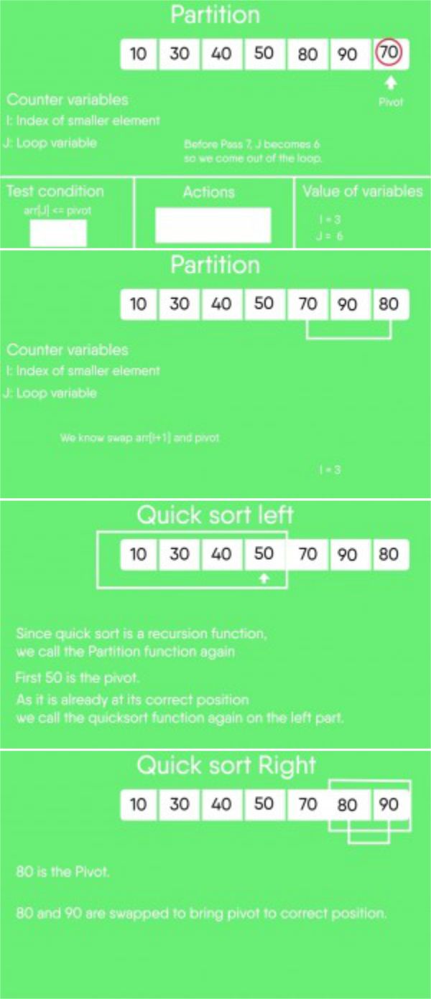 Partition
10 30 40 50 80 90 70
Pivot
Counter variables
I: Index of smaller element
J: Loop variable
Before Pass 7, J becomes 6
so we come out of the loop.
Test condition
arr[J] <= pivot
Actions
Value of variables
I = 3
J = 6
Partition
10 30 40 50 70 90 80
Counter variables
I: Index of smaller element
J: Loop variable
We know swap arr[i+1] and pivot
I = 3
Quick sort left
10 30 40 50 70 90 80
Since quick sort is a recursion function,
we call the Partition function again
First 50 is the pivot.
As it is already at its correct position
we call the quicksort function again on the left part.
Quick sort Right
10 30 40 50 70 80 90
80 is the Pivot.
80 and 90 are swapped to bring pivot to correct position.